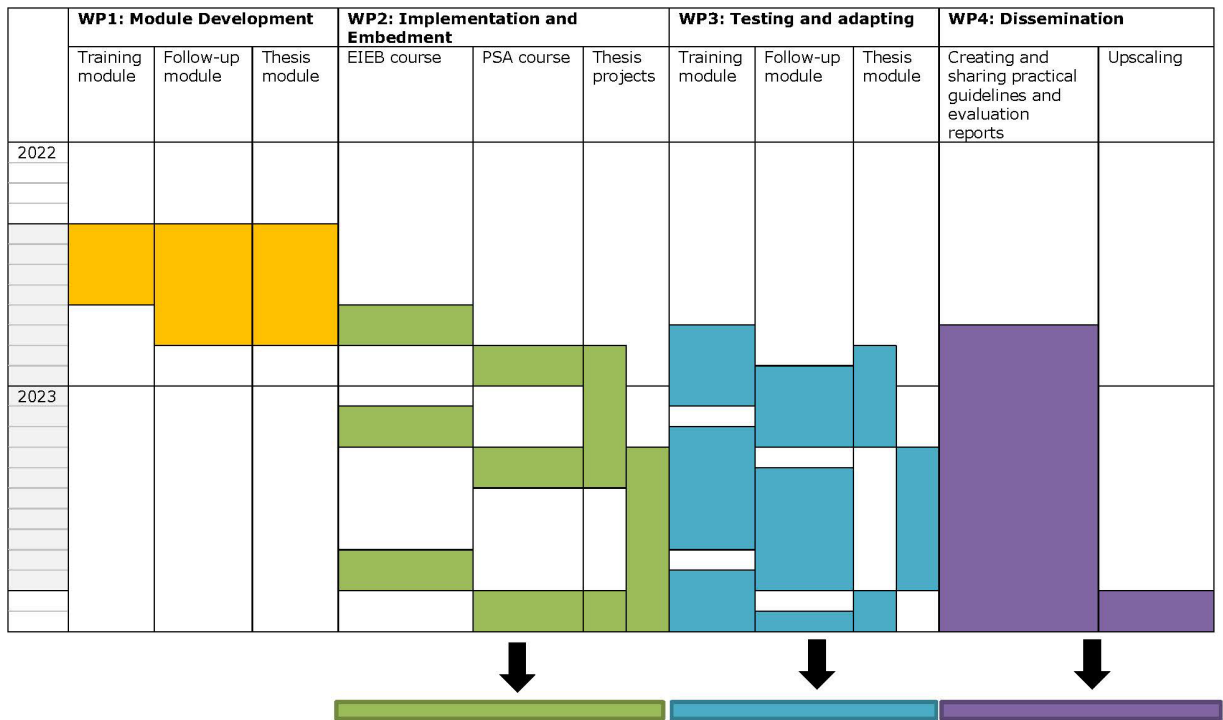 WP1: Module Development
WP2: Implementation and
Embedment
WP3: Testing and adapting
WP4: Dissemination
Training
module
Follow-up
module
Thesis
module
EIEB course
PSA course
Thesis
projects
Training
module
Follow-up
module
Thesis
module
Creating and
sharing practical
guidelines and
evaluation
reports
Upscaling
2022
2023